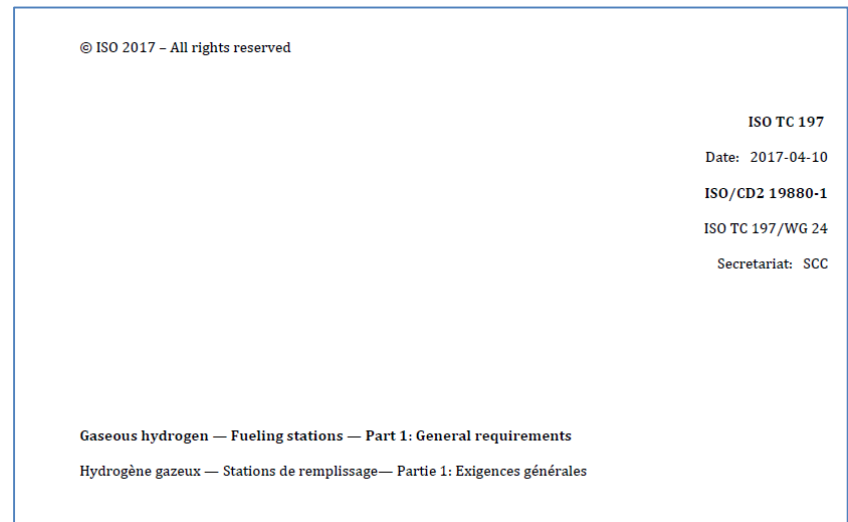 © ISO 2017 – All rights reserved
ISO TC 197
Date: 2017-04-10
ISO/CD2 19880-1
ISO TC 197/WG 24
Secretariat: SCC
Gaseous hydrogen — Fueling stations — Part 1: General requirements
Hydrogène gazeux — Stations de remplissage— Partie 1: Exigences générales